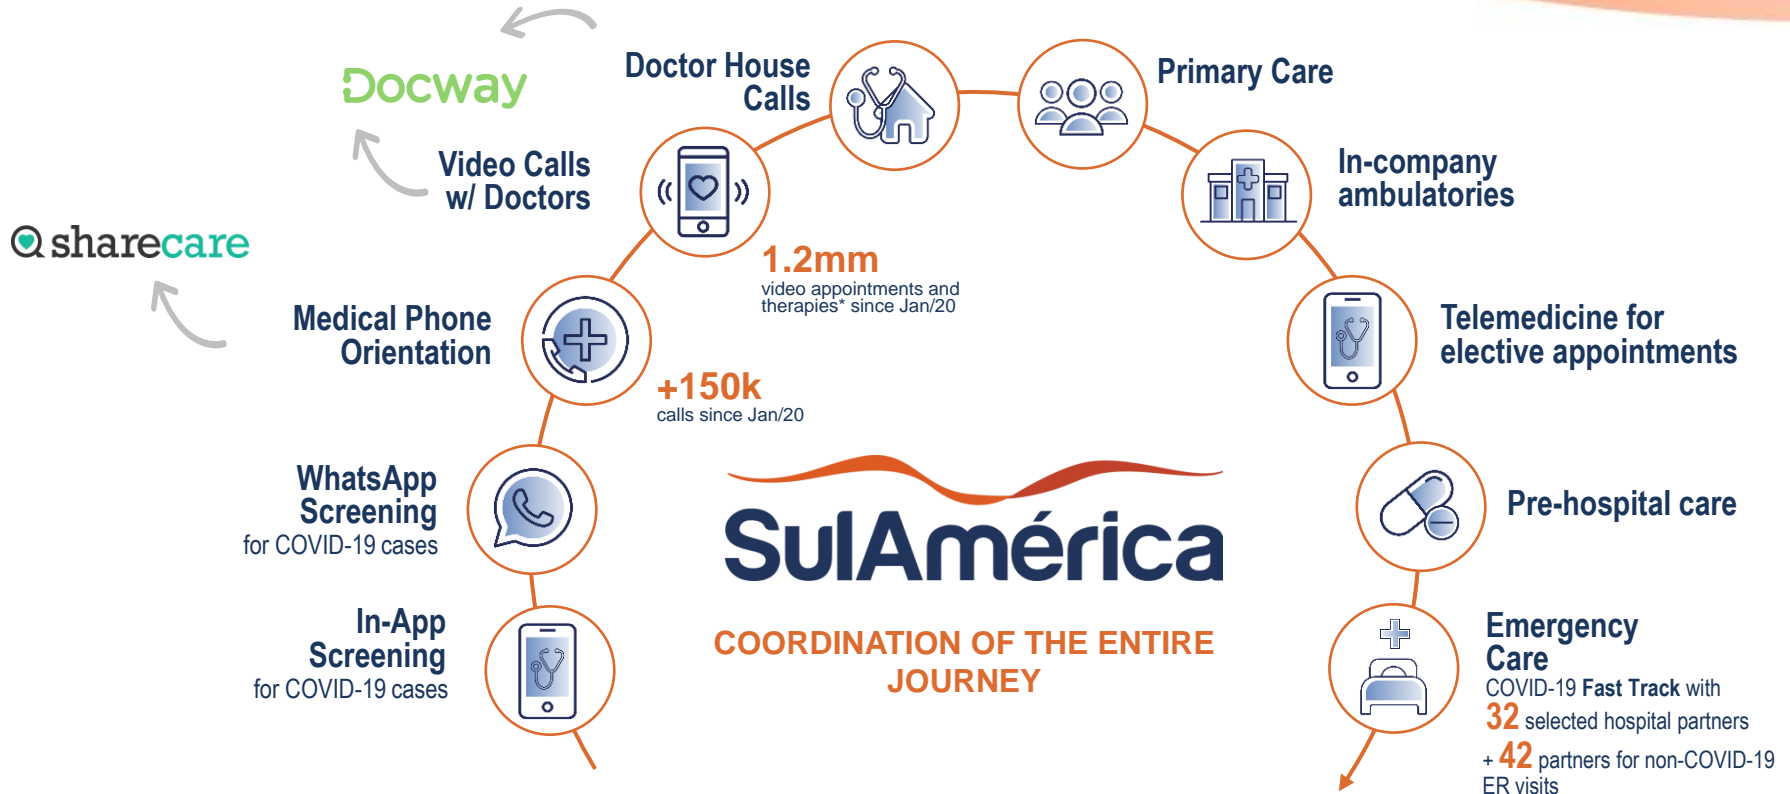 Docway
sharecare
Doctor House
Calls
Primary Care
Video Calls
w/ Doctors
In-company
ambulatories
1.2mm
video appointments and
therapies* since Jan/20
Medical Phone
Orientation
Telemedicine for
elective appointments
+150k
calls since Jan/20
WhatsApp
Screening
for COVID-19 cases
Pre-hospital care
SulAmérica
COORDINATION OF THE ENTIRE
JOURNEY
In-App
Screening
for COVID-19 cases
Emergency
Care
COVID-19 Fast Track with
32 selected hospital partners
+ 42 partners for non-COVID-19
ER visits